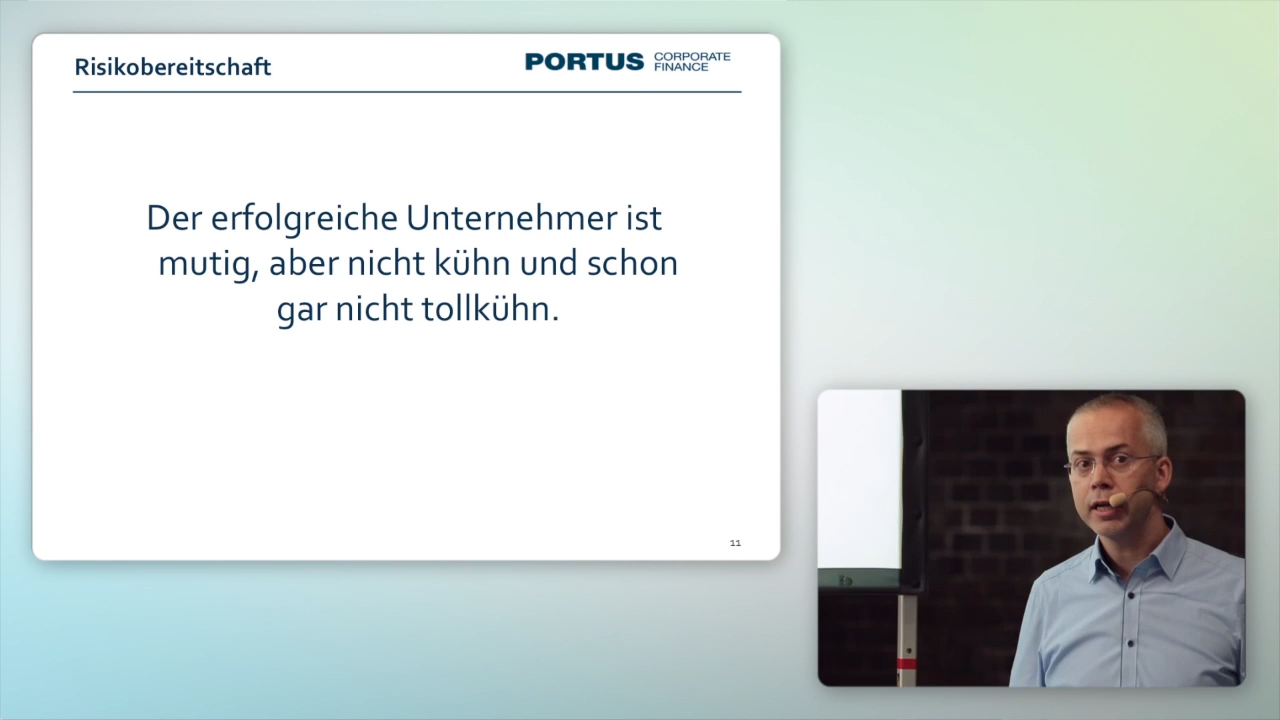 Risikobereitschaft
PORTUS CORPORATE
FINANCE
Der erfolgreiche Unternehmer ist
mutig, aber nicht kühn und schon
gar nicht tollkühn.
11